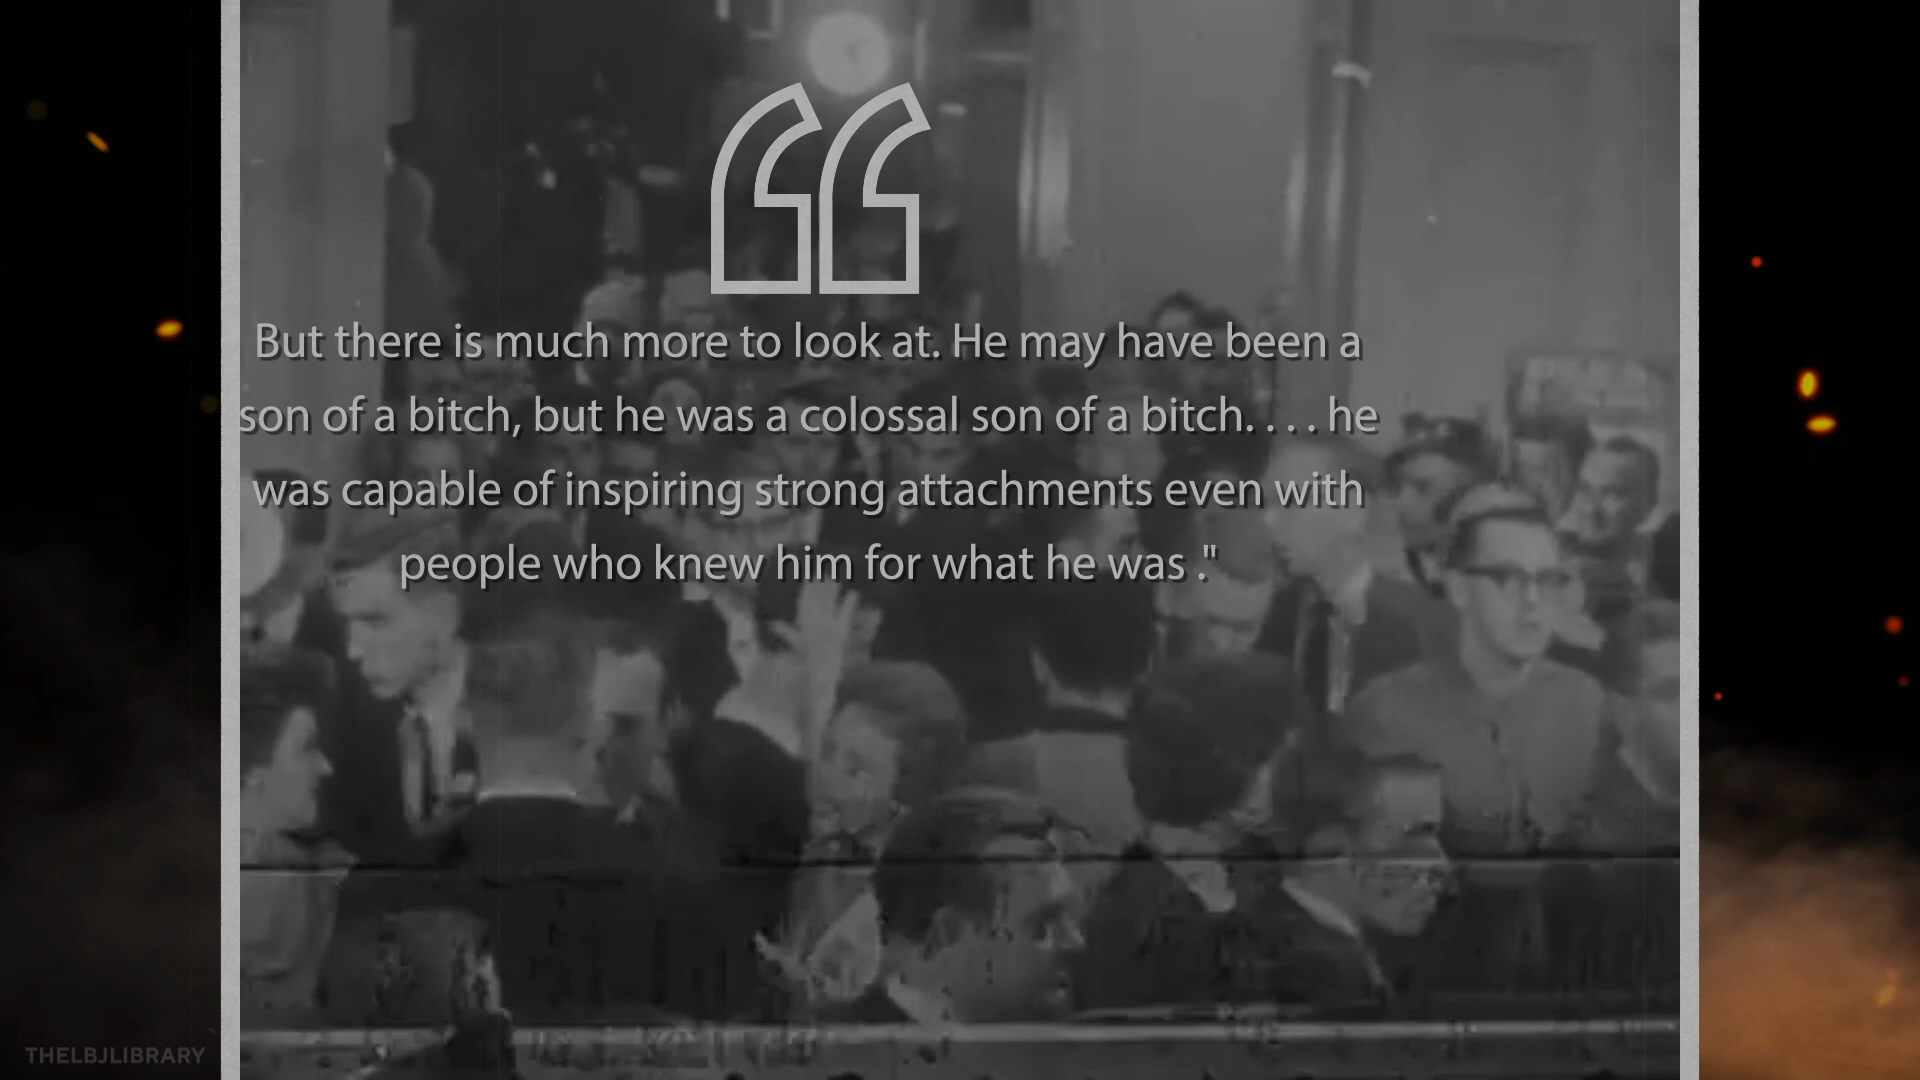 But there is much more to look at. He may have been a
son of a bitch, but he was a colossal son of a bitch. . . . he
was capable of inspiring strong attachments even with
people who knew him for what he was ."
THELBJLIBRARY